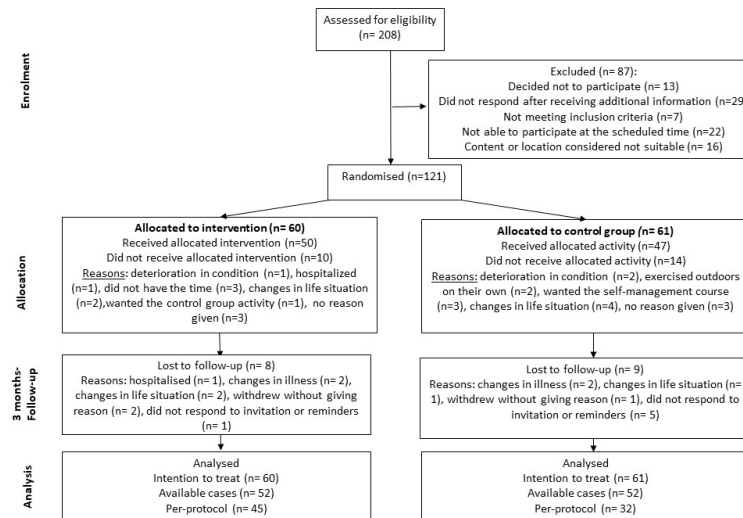 Assessed for eligibility
(n= 208)
Enrolment
Excluded (n= 87):
Decided not to participate (n= 13)
Did not respond after receiving additional information (n=29
Not meeting inclusion criteria (n=7)
Not able to participate at the scheduled time (n=22)
Content or location considered not suitable (n= 16)
Randomised (n=121)
Allocation
Allocated to intervention (n= 60)
Received allocated intervention (n=50)
Did not receive allocated intervention (n=10)
Reasons: deterioration in condition (n=1), hospitalized
(n=1), did not have the time (n=3), changes in life situation
(n=2),wanted the control group activity (n=1), no reason
given (n=3)
Allocated to control group (n= 61)
Received allocated activity (n=47)
Did not receive allocated activity (n=14)
Reasons: deterioration in condition (n=2), exercised outdoors
on their own (n=2), wanted the self-management course
(n=3), changes in life situation (n=4), no reason given (n=3)
3 months-
Follow-up
Lost to follow-up (n= 8)
Reasons: hospitalised (n= 1), changes in illness (n= 2),
changes in life situation (n= 2), withdrew without giving
reason (n= 2), did not respond to invitation or reminders
(n= 1)
Lost to follow-up (n= 9)
Reasons: changes in illness (n= 2), changes in life situation (n=
1), withdrew without giving reason (n= 1), did not respond to
invitation or reminders (n= 5)
Analysis
Analysed
Intention to treat (n= 60)
Available cases (n= 52)
Per-protocol (n= 45)
Analysed
Intention to treat (n= 61)
Available cases (n= 52)
Per-protocol (n= 32)